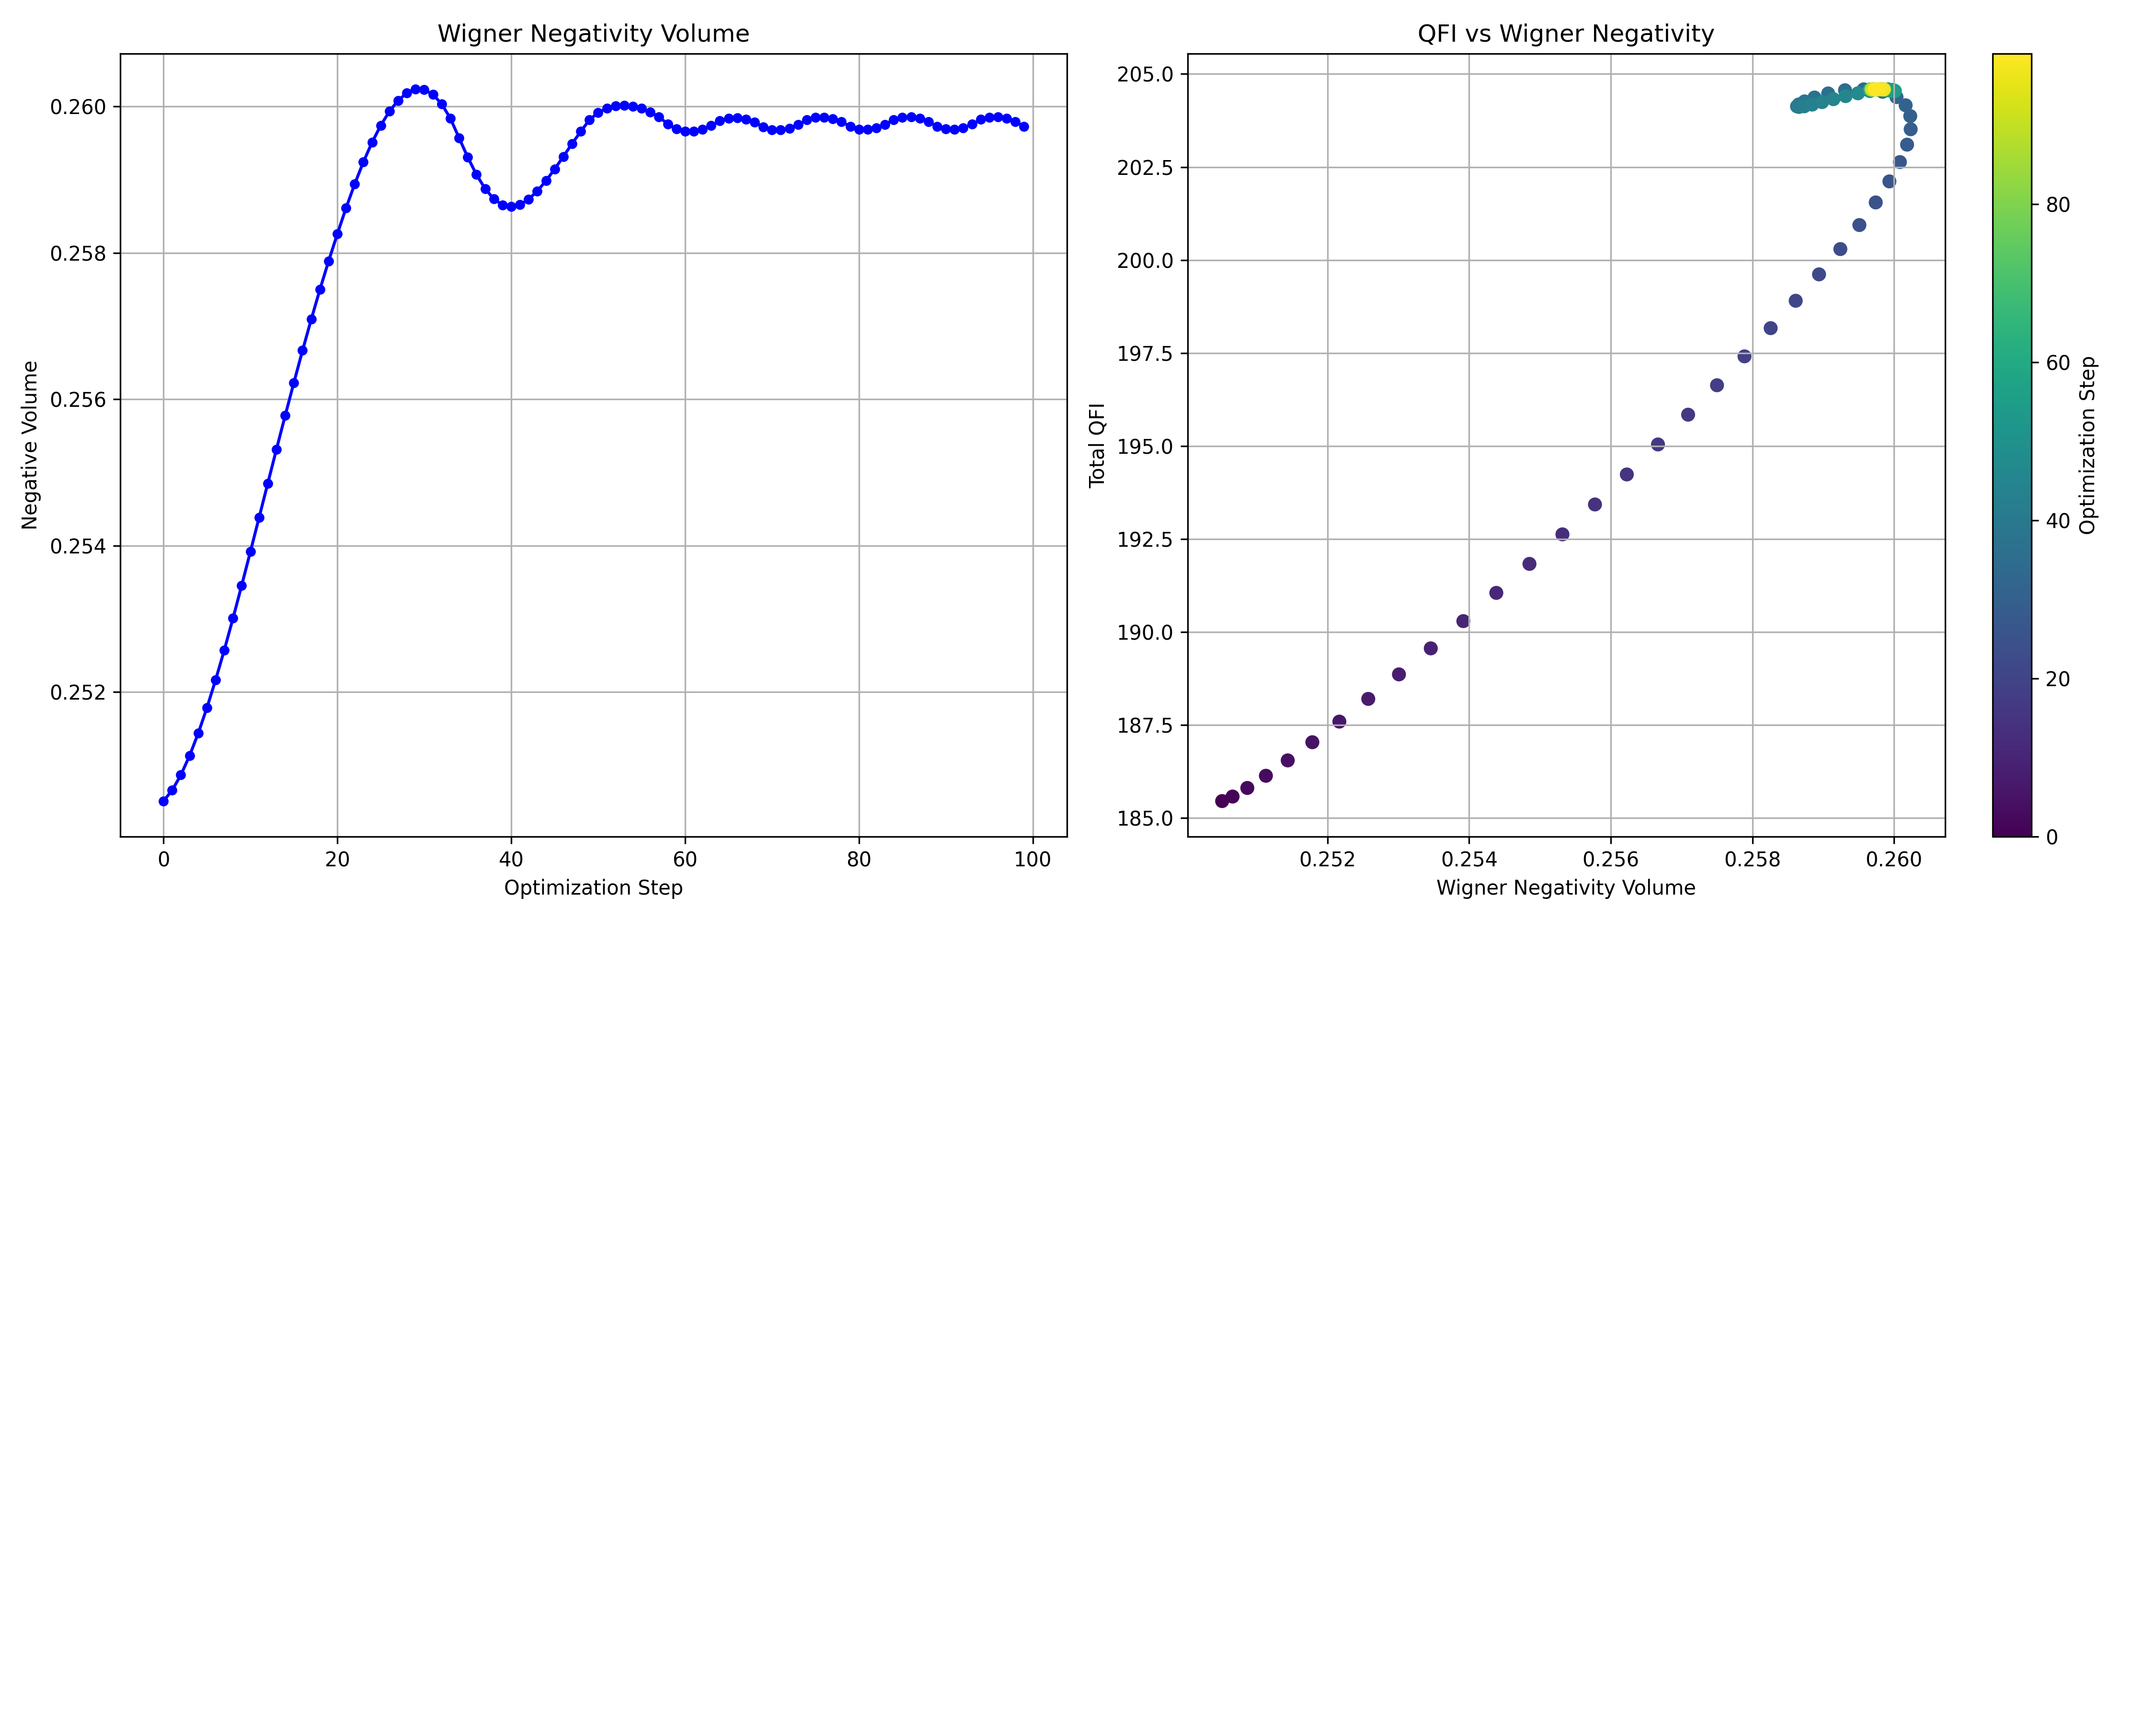 Wigner Negativity Volume
0.260
0.258
0.256
0.254
0.252
Negative Volume
0 20 40 60 80 100
Optimization Step
QFI vs Wigner Negativity
205.0
202.5
200.0
197.5
195.0
192.5
190.0
187.5
185.0
Total QFI
0.252 0.254 0.256 0.258 0.260
Wigner Negativity Volume
80
60
40
20
0
Optimization Step